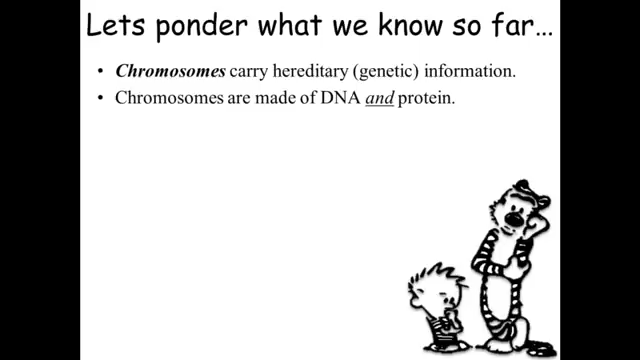 Lets ponder what we know so far…
• Chromosomes carry hereditary (genetic) information.
• Chromosomes are made of DNA and protein.